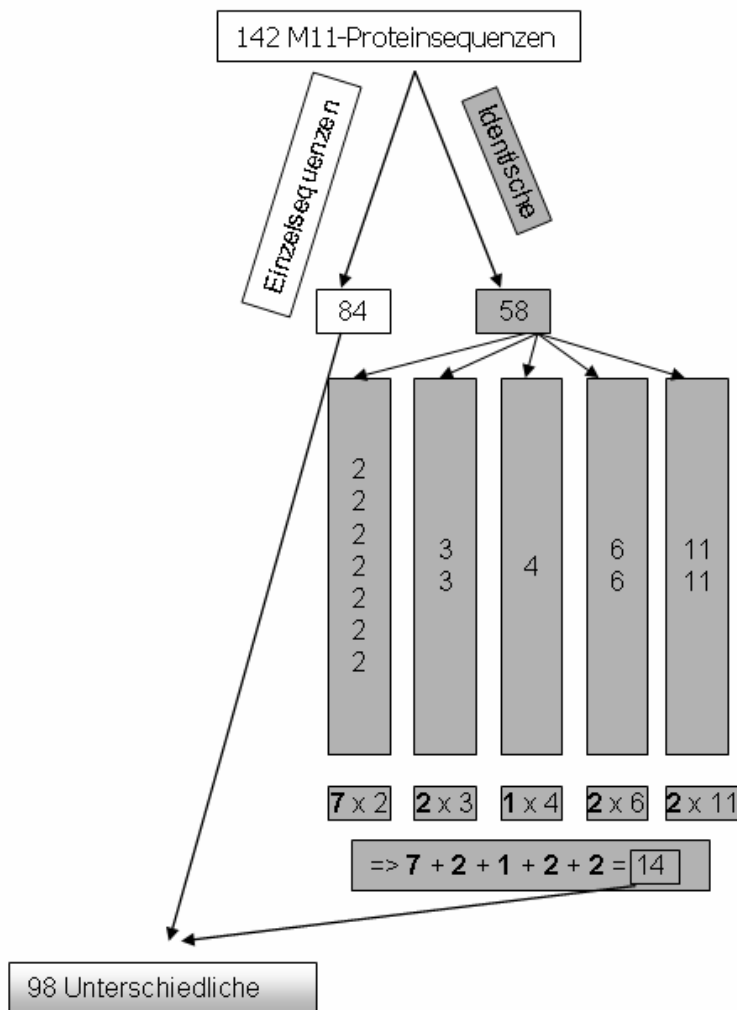 142 M11-Proteinsequenzen
Einzelsequenzen
Identische
84
58
2
2
2
2
2
2
2
3
3
4
6
6
11
11
7 x 2
2 x 3
1 x 4
2 x 6
2 x 11
=> 7 + 2 + 1 + 2 + 2 = 14
98 Unterschiedliche